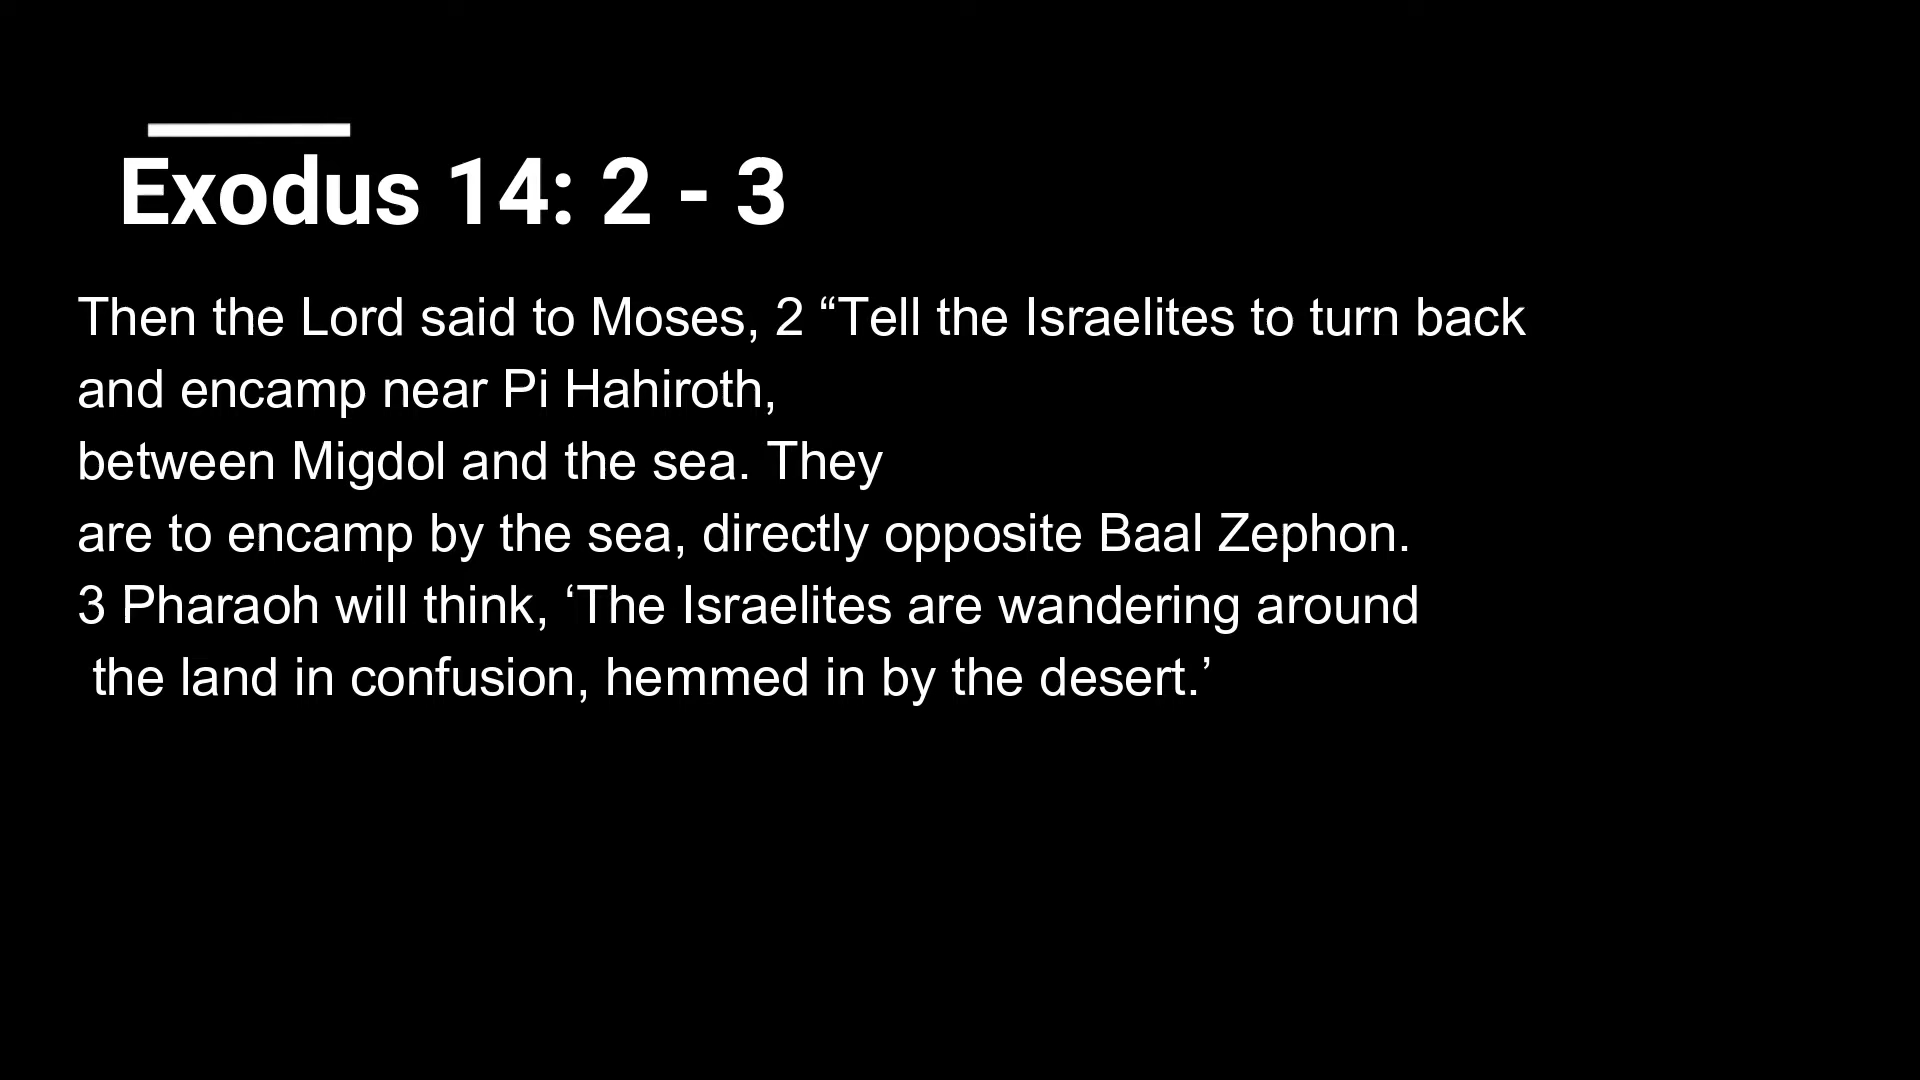 Exodus 14: 2 - 3
Then the Lord said to Moses, 2 “Tell the Israelites to turn back
and encamp near Pi Hahiroth,
between Migdol and the sea. They
are to encamp by the sea, directly opposite Baal Zephon.
3 Pharaoh will think, ‘The Israelites are wandering around
the land in confusion, hemmed in by the desert.’